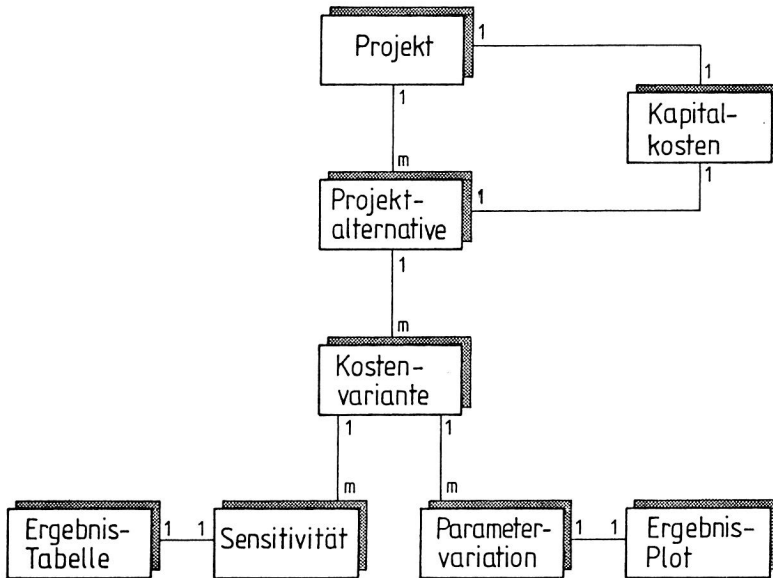 Projekt
1
1
1
Kapital-
kosten
m
1
Projekt-
alternative
1
1
m
Kosten-
variante
1
1
m
m
Ergebnis-
Tabelle
1
1
Sensitivität
Parameter-
variation
1
1
Ergebnis-
Plot